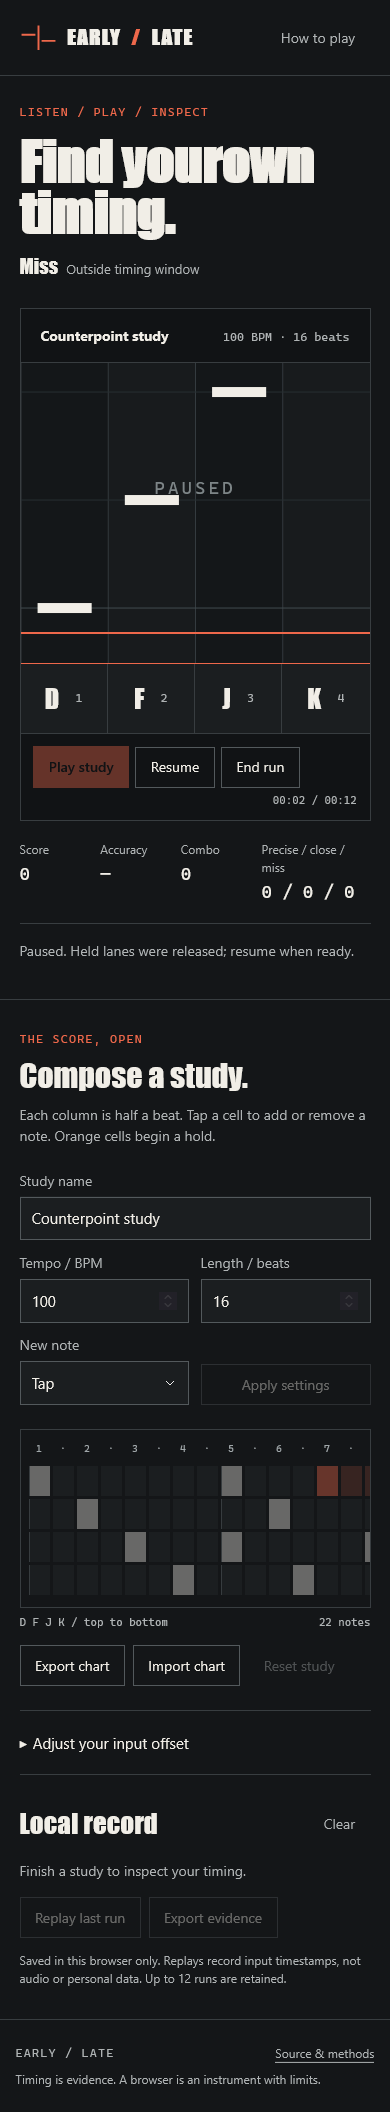 EARLY / LATE
How to play
LISTEN / PLAY / INSPECT
Find yourown
timing.
Miss Outside timing window
Counterpoint study
100 BPM · 16 beats
PAUSED
D 1 F 2 J 3 K 4
Play study Resume End run
00:02 / 00:12
Score Accuracy Combo Precise / close / miss
0 — 0 0 / 0 / 0
Paused. Held lanes were released; resume when ready.
THE SCORE, OPEN
Compose a study.
Each column is half a beat. Tap a cell to add or remove a
note. Orange cells begin a hold.
Study name
Counterpoint study
Tempo / BPM Length / beats
100 16
New note
Tap Apply settings
1 · 2 · 3 · 4 · 5 · 6 · 7 ·
D F J K / top to bottom 22 notes
Export chart Import chart Reset study
▸ Adjust your input offset
Local record Clear
Finish a study to inspect your timing.
Replay last run Export evidence
Saved in this browser only. Replays record input timestamps, not
audio or personal data. Up to 12 runs are retained.
EARLY / LATE Source & methods
Timing is evidence. A browser is an instrument with limits.